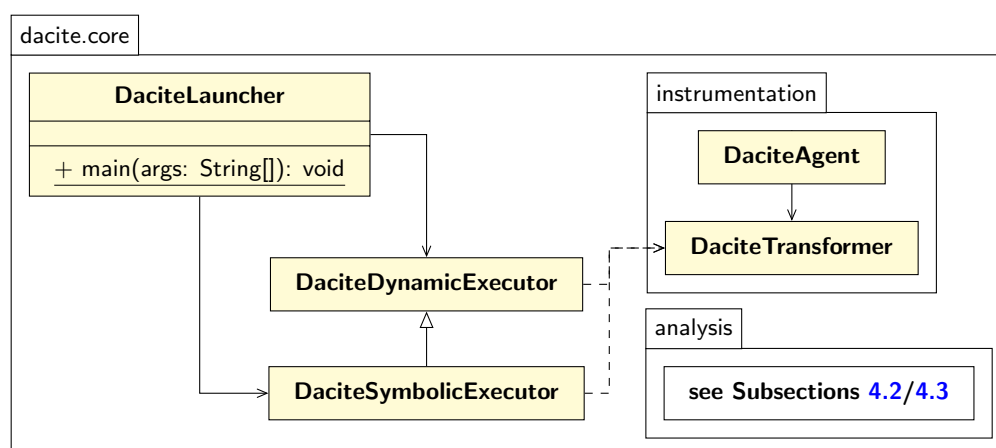 dacite.core
DaciteLauncher
+ main(args: String[]): void
instrumentation
DaciteAgent
DaciteTransformer
DaciteDynamicExecutor
analysis
DaciteSymbolicExecutor
see Subsections 4.2/4.3